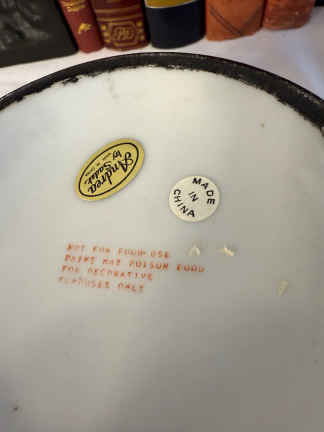 Andrea
by
Sadek
MADE
IN
CHINA
NOT FOR FOOD USE
PAINT MAY POISON FOOD
FOR DECORATIVE
PURPOSES ONLY